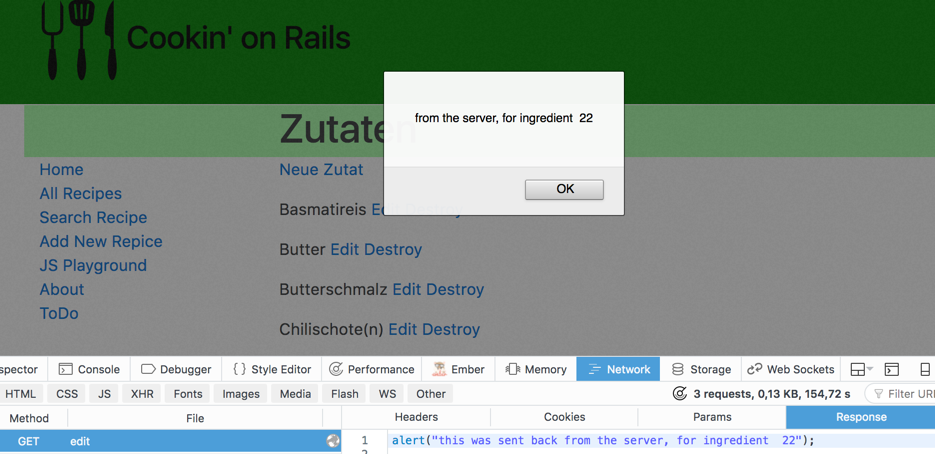 Cookin' on Rails
from the server, for ingredient  22
OK
Zutaten
Home
All Recipes
Search Recipe
Add New Repice
JS Playground
About
ToDo
Neue Zutat
Basmatireis Edit Destroy
Butter Edit Destroy
Butterschmalz Edit Destroy
Chilischote(n) Edit Destroy
spector Console Debugger { } Style Editor Performance Ember Memory Network Storage Web Sockets
HTML CSS JS XHR Fonts Images Media Flash WS Other 3 requests, 0,13 KB, 154,72 s Filter URL
Method File Headers Cookies Params Response
GET edit 1 alert("this was sent back from the server, for ingredient  22");